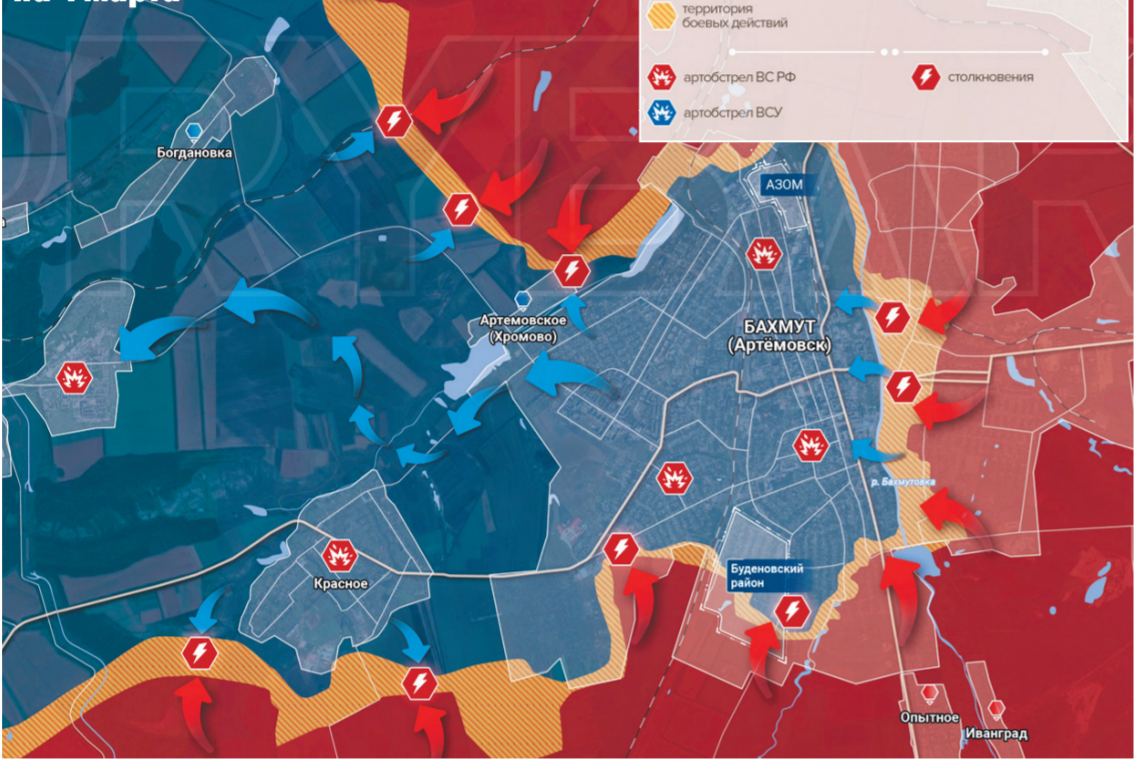 территория
боевых действий
артобстрел ВС РФ
столкновения
артобстрел ВСУ
Богдановка
АЗОМ
Артемовское
(Хромово)
БАХМУТ
(Артёмовск)
р. Бахмутовка
Буденовский
район
Красное
Опытное
Иванград